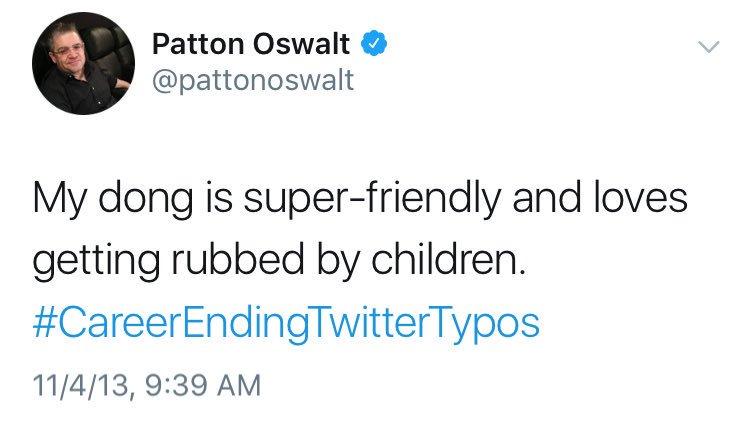 Patton Oswalt
@pattonoswalt
My dong is super-friendly and loves
getting rubbed by children.
#CareerEndingTwitterTypos
11/4/13, 9:39 AM